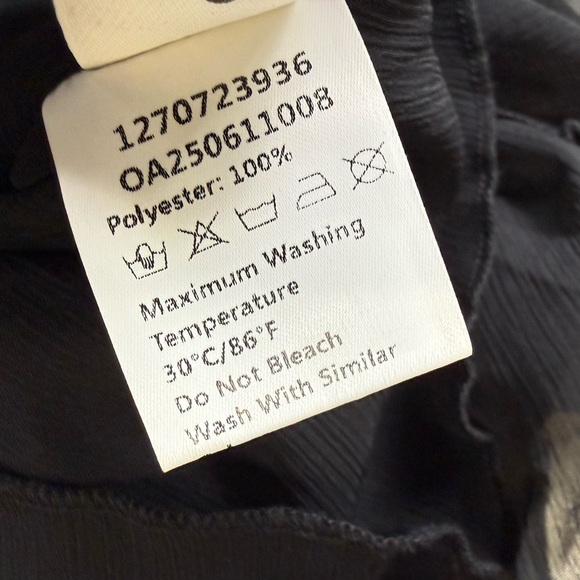 1270723936
OA250611008
Polyester: 100%
Maximum Washing
Temperature
30°C/86°F
Do Not Bleach
Wash With Similar